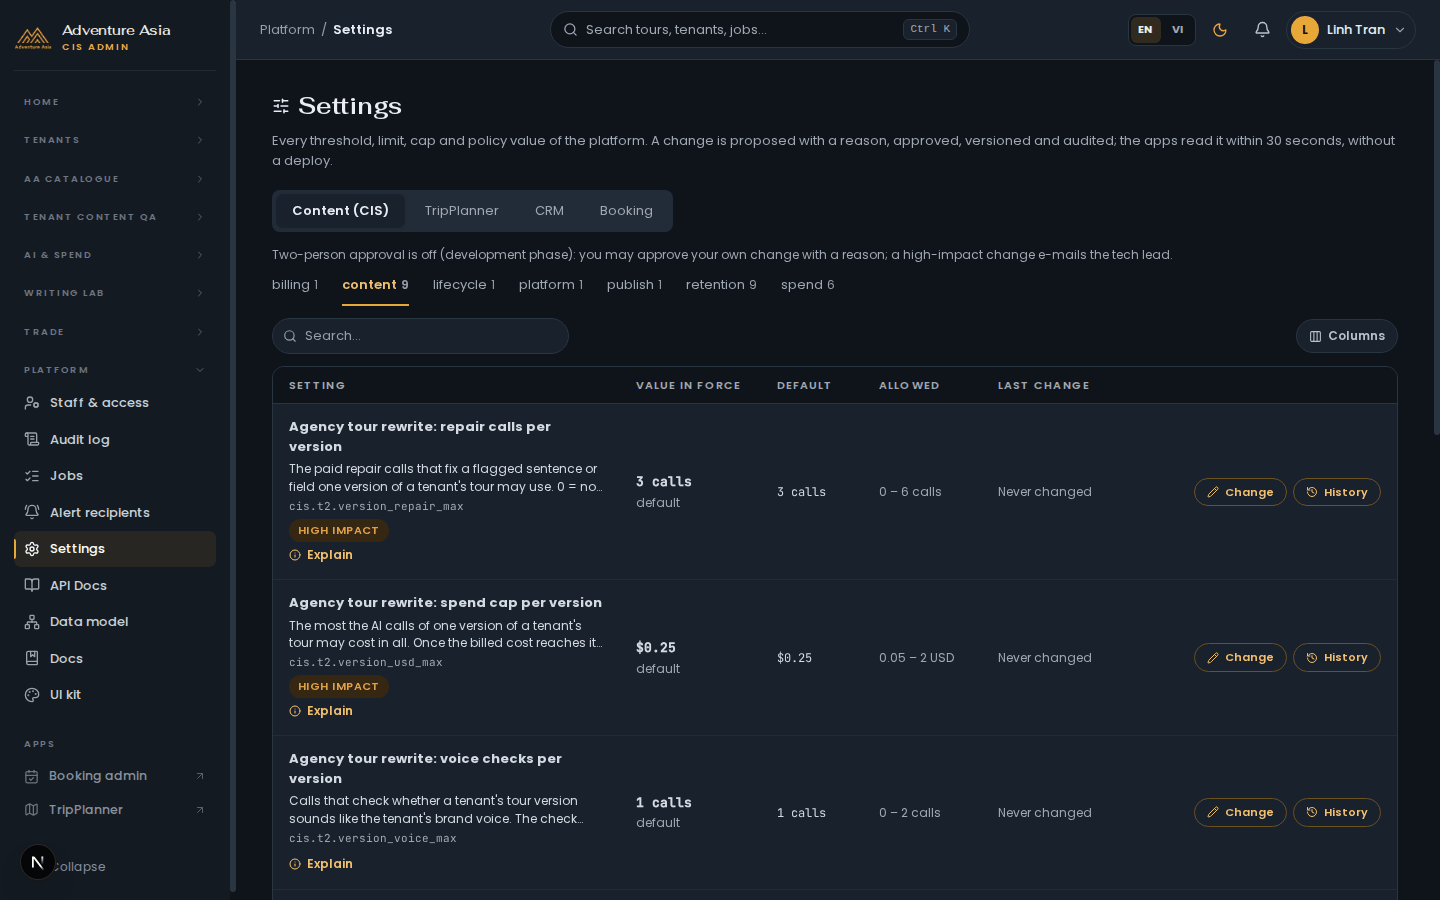 Adventure Asia
CIS ADMIN
Adventure Asia
Platform / Settings
Search tours, tenants, jobs...
Ctrl K
EN
VI
L
Linh Tran
HOME
TENANTS
AA CATALOGUE
TENANT CONTENT QA
AI & SPEND
WRITING LAB
TRADE
PLATFORM
Staff & access
Audit log
Jobs
Alert recipients
Settings
API Docs
Data model
Docs
UI kit
APPS
Booking admin
TripPlanner
N
Collapse
Settings
Every threshold, limit, cap and policy value of the platform. A change is proposed with a reason, approved, versioned and audited; the apps read it within 30 seconds, without
a deploy.
Content (CIS)
TripPlanner
CRM
Booking
Two-person approval is off (development phase): you may approve your own change with a reason; a high-impact change e-mails the tech lead.
billing 1
content 9
lifecycle 1
platform 1
publish 1
retention 9
spend 6
Search...
Columns
SETTING
VALUE IN FORCE
DEFAULT
ALLOWED
LAST CHANGE
Agency tour rewrite: repair calls per
version
The paid repair calls that fix a flagged sentence or
field one version of a tenant's tour may use. 0 = no...
cis.t2.version_repair_max
HIGH IMPACT
Explain
3 calls
default
3 calls
0 – 6 calls
Never changed
Change
History
Agency tour rewrite: spend cap per version
The most the AI calls of one version of a tenant's
tour may cost in all. Once the billed cost reaches it...
cis.t2.version_usd_max
HIGH IMPACT
Explain
$0.25
default
$0.25
0.05 – 2 USD
Never changed
Change
History
Agency tour rewrite: voice checks per
version
Calls that check whether a tenant's tour version
sounds like the tenant's brand voice. The check...
cis.t2.version_voice_max
Explain
1 calls
default
1 calls
0 – 2 calls
Never changed
Change
History